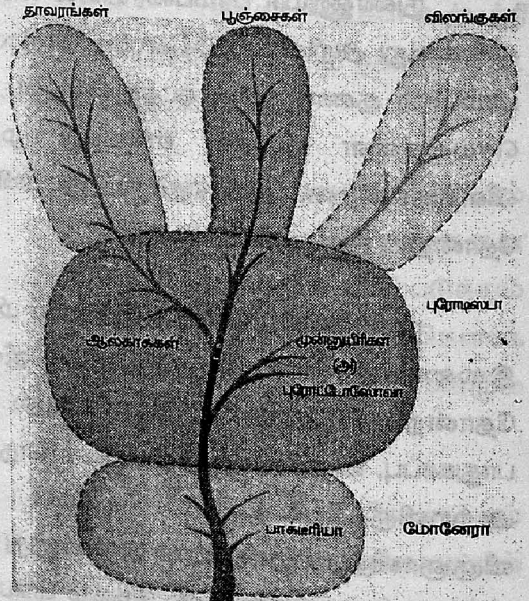 தாவரங்கள்
பூஞ்சைகள்
விலங்குகள்
புரோடிஸ்டா
ஆல்காக்கள்
முன்னுயிரிகள்
(அ)
புரோட்டோஸோவா
பாக்டீரியா
மோனேரா